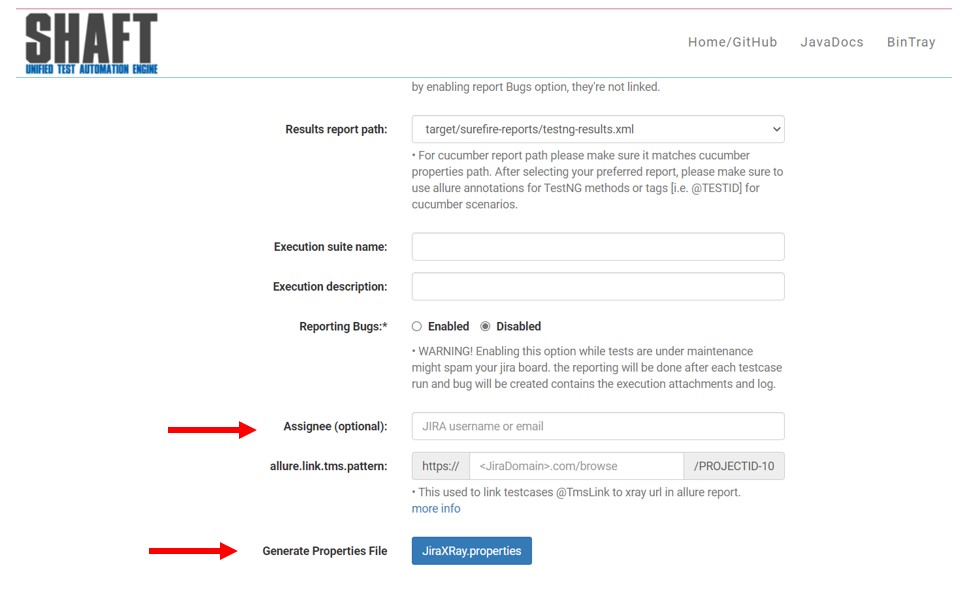 SHAFT
UNIFIED TEST AUTOMATION ENGINE
Home/GitHub JavaDocs BinTray
by enabling report Bugs option, they're not linked.
Results report path: target/surefire-reports/testng-results.xml
• For cucumber report path please make sure it matches cucumber
properties path. After selecting your preferred report, please make sure to
use allure annotations for TestNG methods or tags [i.e. @TESTID] for
cucumber scenarios.
Execution suite name:
Execution description:
Reporting Bugs:* Enabled Disabled
• WARNING! Enabling this option while tests are under maintenance
might spam your jira board. the reporting will be done after each testcase
run and bug will be created contains the execution attachments and log.
Assignee (optional): JIRA username or email
allure.link.tms.pattern: https:// <JiraDomain>.com/browse /PROJECTID-10
• This used to link testcases @TmsLink to xray url in allure report.
more info
Generate Properties File JiraXRay.properties